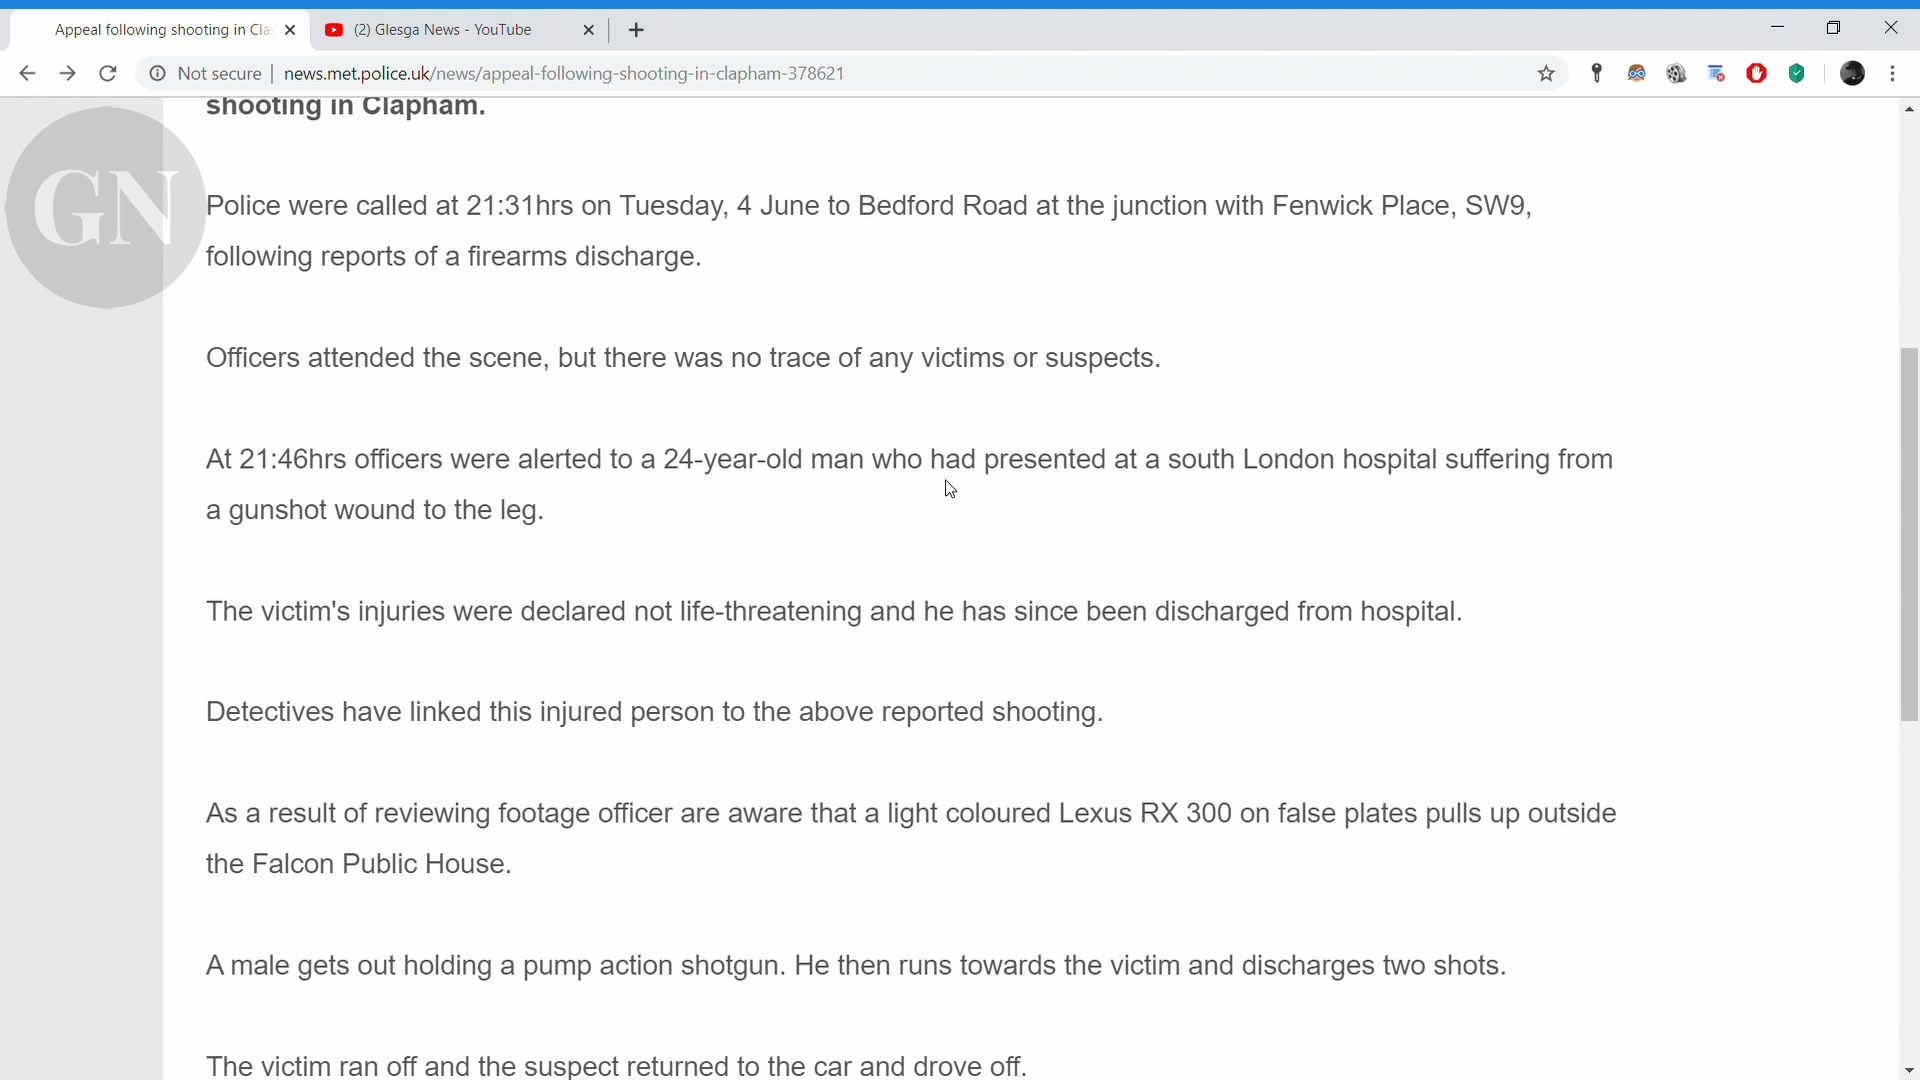 Appeal following shooting in Cla
(2) Glesga News - YouTube
Not secure
news.met.police.uk/news/appeal-following-shooting-in-clapham-378621
shooting in Clapham.
GN
Police were called at 21:31hrs on Tuesday, 4 June to Bedford Road at the junction with Fenwick Place, SW9,
following reports of a firearms discharge.
Officers attended the scene, but there was no trace of any victims or suspects.
At 21:46hrs officers were alerted to a 24-year-old man who had presented at a south London hospital suffering from
a gunshot wound to the leg.
The victim's injuries were declared not life-threatening and he has since been discharged from hospital.
Detectives have linked this injured person to the above reported shooting.
As a result of reviewing footage officer are aware that a light coloured Lexus RX 300 on false plates pulls up outside
the Falcon Public House.
A male gets out holding a pump action shotgun. He then runs towards the victim and discharges two shots.
The victim ran off and the suspect returned to the car and drove off.